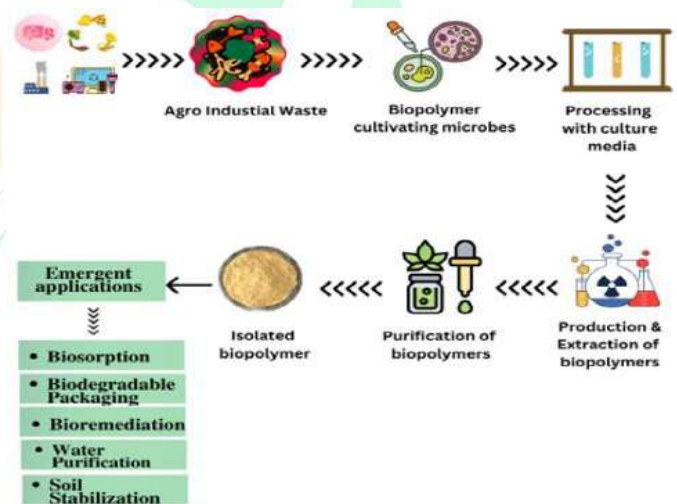 Agro Industial Waste
Biopolymer
cultivating microbes
Processing
with culture
media
Production &
Extraction of
biopolymers
Purification of
biopolymers
Isolated
biopolymer
Emergent
applications
• Biosorption
• Biodegradable
Packaging
• Bioremediation
• Water
Purification
• Soil
Stabilization